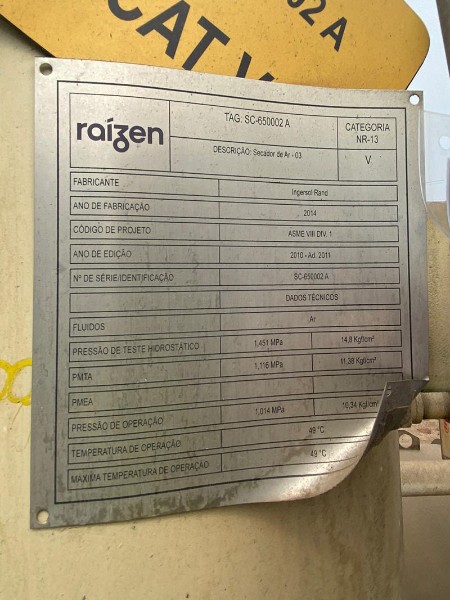 02 A
CAT V
raízen
TAG: SC-650002 A
DESCRIÇÃO: Secador de Ar - 03
CATEGORIA
NR-13
V
FABRICANTE Ingersol Rand
ANO DE FABRICAÇÃO 2014
CÓDIGO DE PROJETO ASME VIII DIV. 1
ANO DE EDIÇÃO 2010 - Ad. 2011
Nº DE SÉRIE/IDENTIFICAÇÃO SC-650002 A
DADOS TÉCNICOS
FLUIDOS Ar
PRESSÃO DE TESTE HIDROSTÁTICO 1,451 MPa 14,8 Kgf/cm²
PMTA 1,116 MPa 11,38 Kgf/cm²
PMEA
PRESSÃO DE OPERAÇÃO 1,014 MPa 10,34 Kgf/cm²
TEMPERATURA DE OPERAÇÃO 49 °C
MÁXIMA TEMPERATURA DE OPERAÇÃO 49 °C